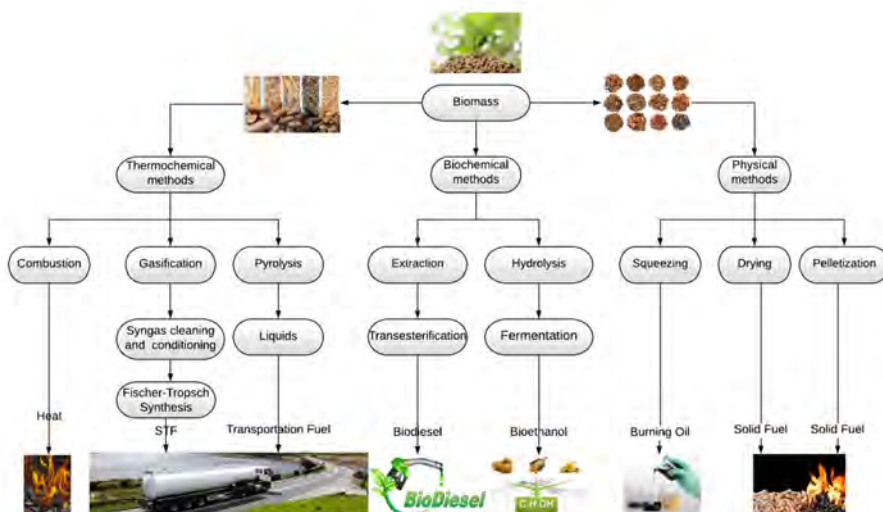 Biomass
Thermochemical
methods
Biochemical
methods
Physical
methods
Combustion
Gasification
Pyrolysis
Extraction
Hydrolysis
Squeezing
Drying
Pelletization
Syngas cleaning
and conditioning
Liquids
Transesterification
Fermentation
Fischer-Tropsch
Synthesis
Heat
STF
Transportation Fuel
Biodiesel
Bioethanol
Burning Oil
Solid Fuel
Solid Fuel
BioDiesel